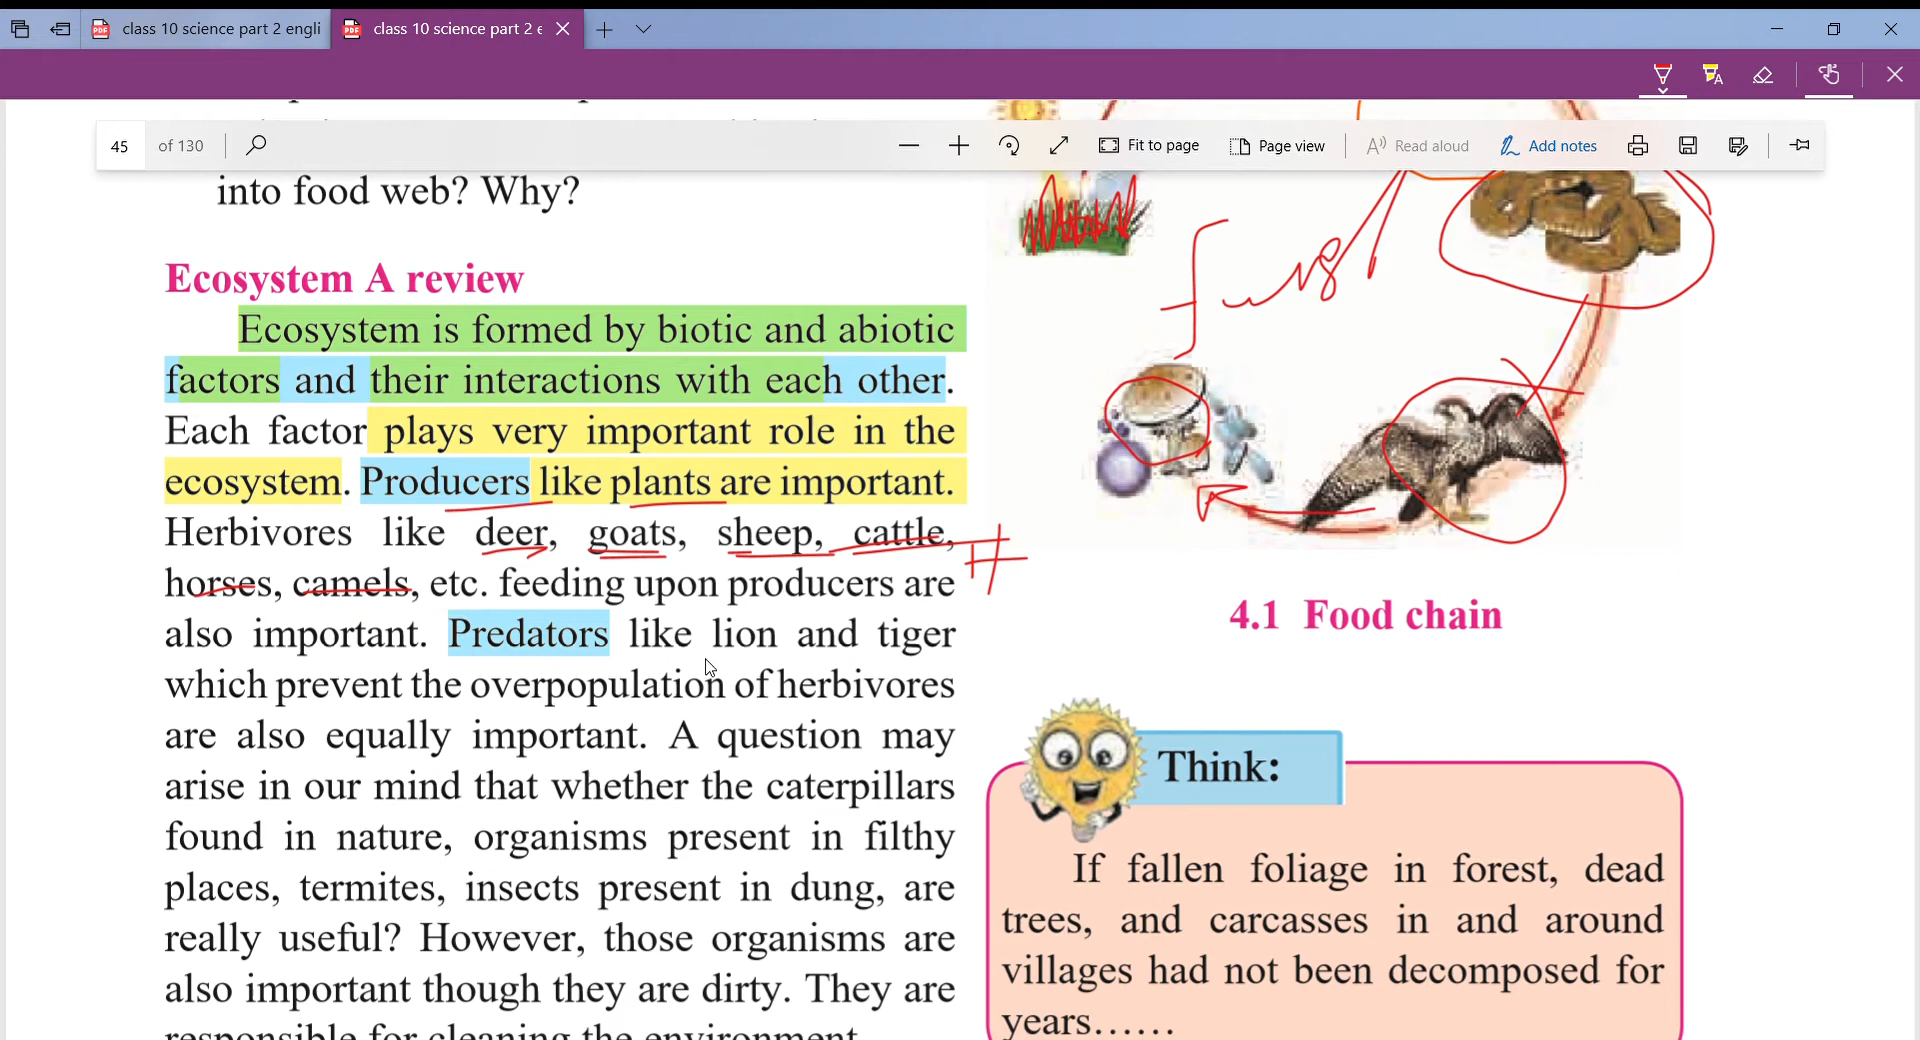 class 10 science part 2 engli
class 10 science part 2 e
45 of 130
Fit to page
Page view
Read aloud
Add notes
into food web? Why?
Ecosystem A review
Ecosystem is formed by biotic and abiotic
factors and their interactions with each other.
Each factor plays very important role in the
ecosystem. Producers like plants are important.
Herbivores like deer, goats, sheep, cattle,
horses, camels, etc. feeding upon producers are
also important. Predators like lion and tiger
which prevent the overpopulation of herbivores
are also equally important. A question may
arise in our mind that whether the caterpillars
found in nature, organisms present in filthy
places, termites, insects present in dung, are
really useful? However, those organisms are
also important though they are dirty. They are
responsible for cleaning the environment.
fungi
4.1 Food chain
Think:
If fallen foliage in forest, dead
trees, and carcasses in and around
villages had not been decomposed for
years......